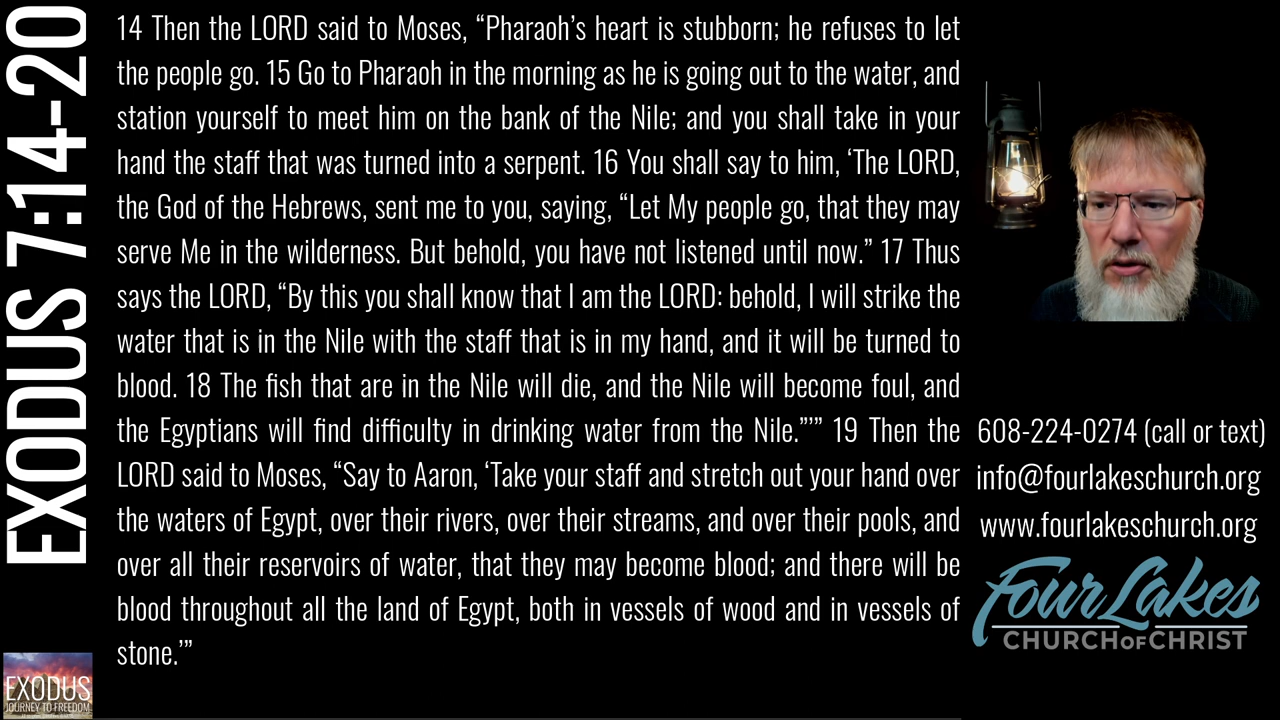 EXODUS 7:14-20
14 Then the LORD said to Moses, “Pharaoh’s heart is stubborn; he refuses to let
the people go. 15 Go to Pharaoh in the morning as he is going out to the water, and
station yourself to meet him on the bank of the Nile; and you shall take in your
hand the staff that was turned into a serpent. 16 You shall say to him, ‘The LORD,
the God of the Hebrews, sent me to you, saying, “Let My people go, that they may
serve Me in the wilderness. But behold, you have not listened until now.” 17 Thus
says the LORD, “By this you shall know that I am the LORD: behold, I will strike the
water that is in the Nile with the staff that is in my hand, and it will be turned to
blood. 18 The fish that are in the Nile will die, and the Nile will become foul, and
the Egyptians will find difficulty in drinking water from the Nile.”’” 19 Then the
LORD said to Moses, “Say to Aaron, ‘Take your staff and stretch out your hand over
the waters of Egypt, over their rivers, over their streams, and over their pools, and
over all their reservoirs of water, that they may become blood; and there will be
blood throughout all the land of Egypt, both in vessels of wood and in vessels of
stone.’”
608-224-0274 (call or text)
info@fourlakeschurch.org
www.fourlakeschurch.org
Four Lakes
CHURCH OF CHRIST
EXODUS
JOURNEY TO FREEDOM